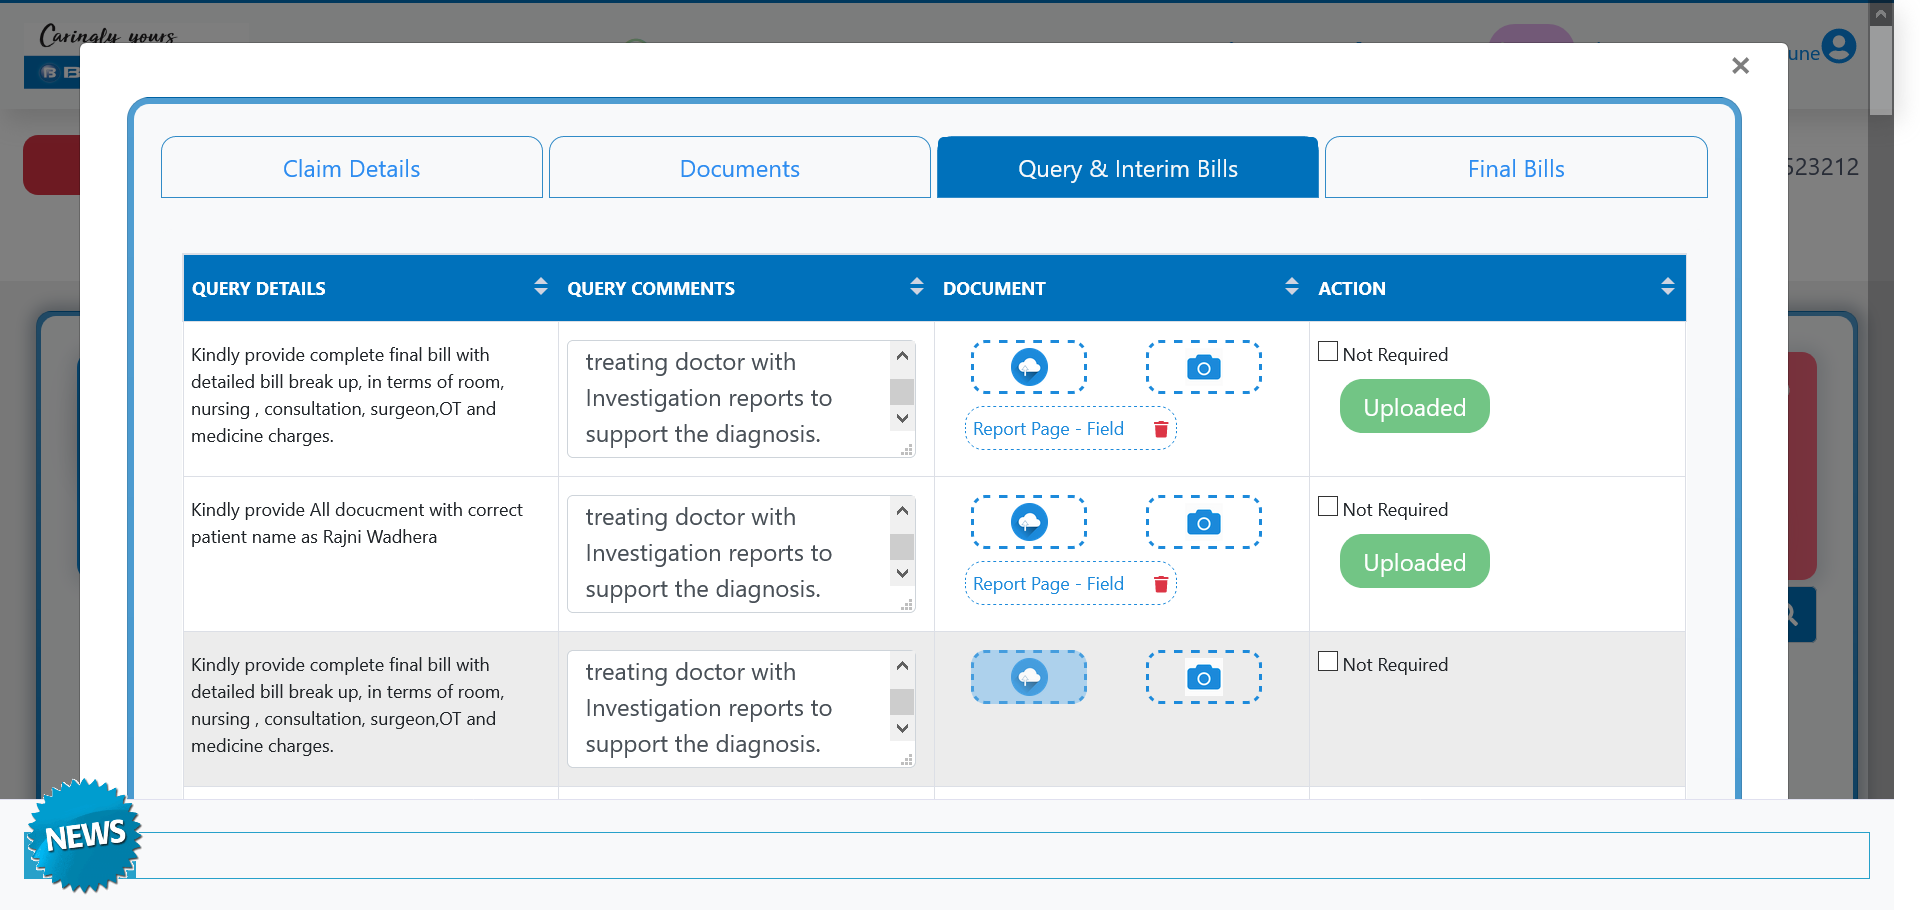 Caringly yours
B
une
523212
Claim Details
Documents
Query & Interim Bills
Final Bills
QUERY DETAILS
QUERY COMMENTS
DOCUMENT
ACTION
Kindly provide complete final bill with
detailed bill break up, in terms of room,
nursing , consultation, surgeon,OT and
medicine charges.
treating doctor with
Investigation reports to
support the diagnosis.
Report Page - Field
Not Required
Uploaded
Kindly provide All docucment with correct
patient name as Rajni Wadhera
treating doctor with
Investigation reports to
support the diagnosis.
Report Page - Field
Not Required
Uploaded
Kindly provide complete final bill with
detailed bill break up, in terms of room,
nursing , consultation, surgeon,OT and
medicine charges.
treating doctor with
Investigation reports to
support the diagnosis.
Not Required
NEWS